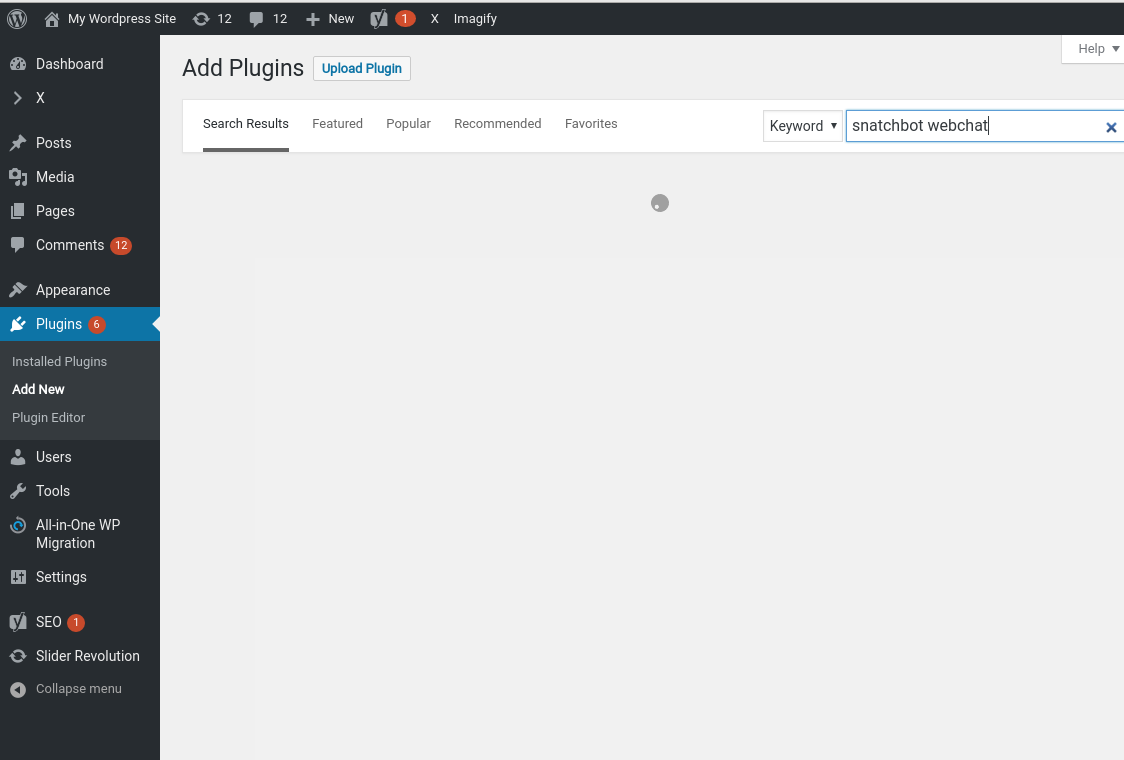 My Wordpress Site 12 12 New 1 X Imagify
Help
Add Plugins Upload Plugin
Search Results Featured Popular Recommended Favorites Keyword snatchbot webchat
Dashboard
X
Posts
Media
Pages
Comments 12
Appearance
Plugins 6
Installed Plugins
Add New
Plugin Editor
Users
Tools
All-in-One WP
Migration
Settings
SEO 1
Slider Revolution
Collapse menu